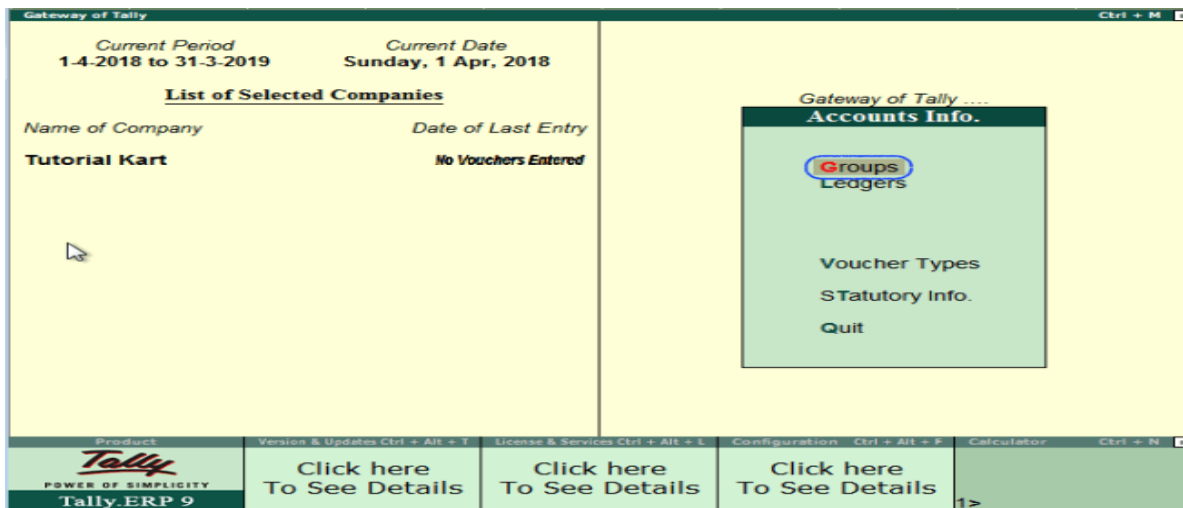 Gateway of Tally Ctrl + M
Current Period Current Date
1-4-2018 to 31-3-2019 Sunday, 1 Apr, 2018
List of Selected Companies
Name of Company Date of Last Entry
Tutorial Kart No Vouchers Entered
Gateway of Tally ....
Accounts Info.
Groups
Ledgers
Voucher Types
STatutory Info.
Quit
Product Version & Updates Ctrl + Alt + T License & Services Ctrl + Alt + L Configuration Ctrl + Alt + F Calculator Ctrl + N
Tally
POWER OF SIMPLICITY
Tally.ERP 9
Click here
To See Details
Click here
To See Details
Click here
To See Details
1>